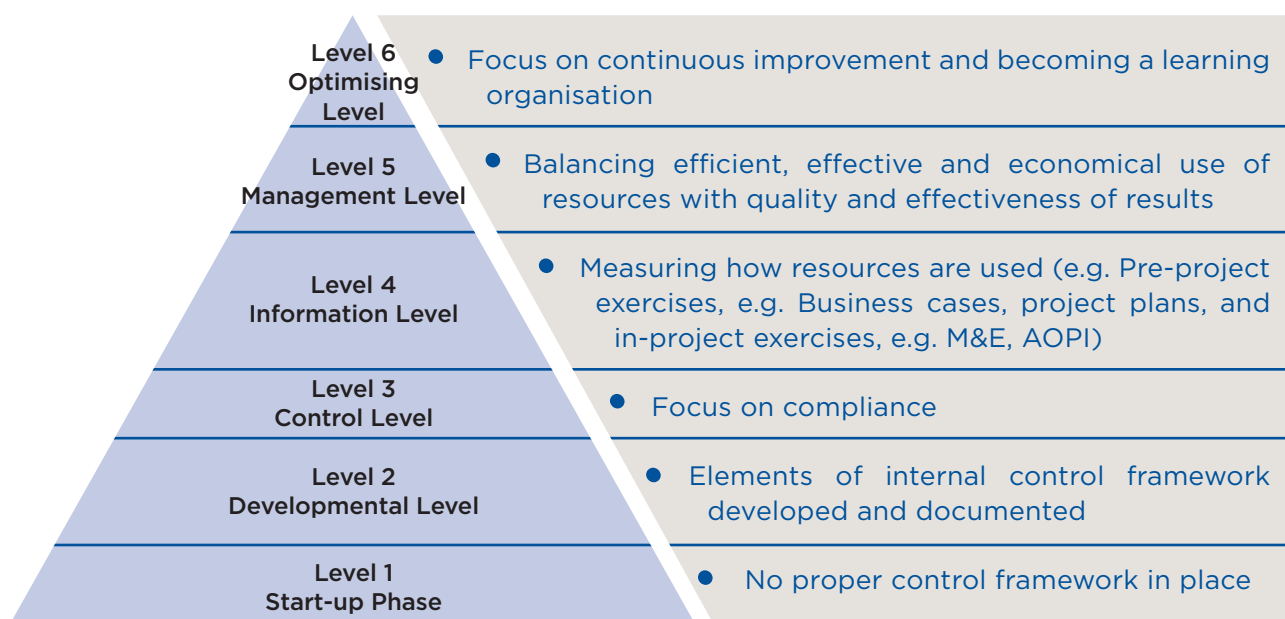 Level 6
Optimising
Level
• Focus on continuous improvement and becoming a learning
organisation
Level 5
Management Level
• Balancing efficient, effective and economical use of
resources with quality and effectiveness of results
Level 4
Information Level
• Measuring how resources are used (e.g. Pre-project
exercises, e.g. Business cases, project plans, and
in-project exercises, e.g. M&E, AOPI)
Level 3
Control Level
• Focus on compliance
Level 2
Developmental Level
• Elements of internal control framework
developed and documented
Level 1
Start-up Phase
• No proper control framework in place